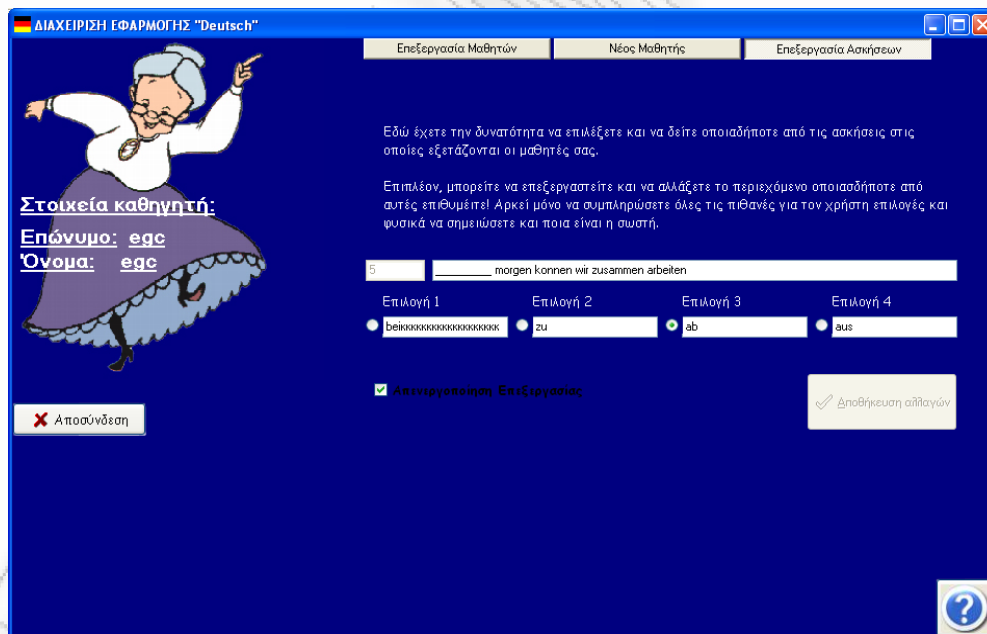 ΔΙΑΧΕΙΡΙΣΗ ΕΦΑΡΜΟΓΗΣ "Deutsch"
Επεξεργασία Μαθητών Νέος Μαθητής Επεξεργασία Ασκήσεων
Εδώ έχετε την δυνατότητα να επιλέξετε και να δείτε οποιαδήποτε από τις ασκήσεις στις
οποίες εξετάζονται οι μαθητές σας.
Επιπλέον, μπορείτε να επεξεργαστείτε και να αλλάξετε το περιεχόμενο οποιασδήποτε από
αυτές επιθυμέιτε! Αρκεί μόνο να συμπληρώσετε όλες τις πιθανές για τον χρήστη επιλογές και
φυσικά να σημειώσετε και ποια είναι η σωστή.
Στοιχεία καθηγητή:
Επώνυμο: egc
Όνομα: egc
5 ________ morgen konnen wir zusammen arbeiten
Επιλογή 1 Επιλογή 2 Επιλογή 3 Επιλογή 4
beiκκκκκκκκκκκκκκκκκκκ zu ab aus
Απενεργοποίηση Επεξεργασίας
Αποθήκευση αλλαγών
Αποσύνδεση